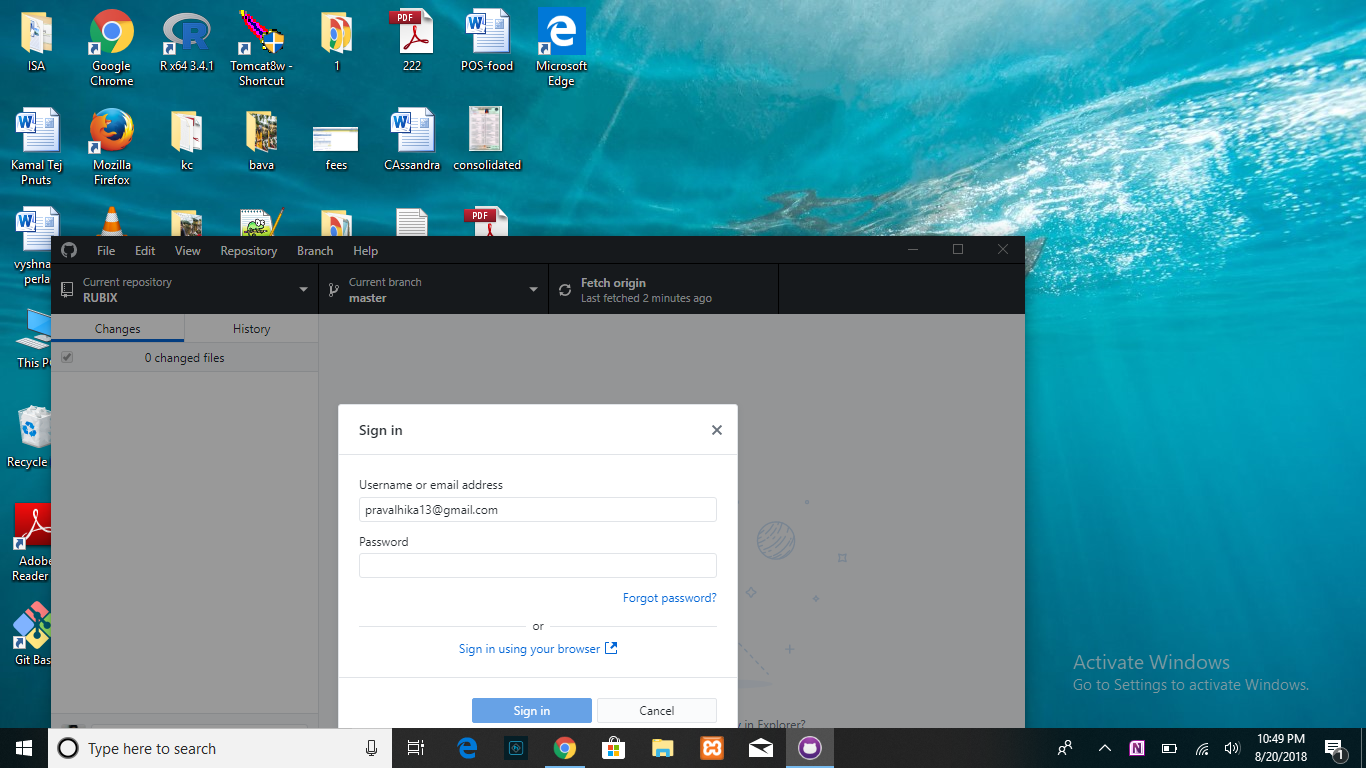 ISA
Google
Chrome
R x64 3.4.1
Tomcat8w -
Shortcut
1
PDF
222
POS-food
Microsoft
Edge
Kamal Tej
Pnuts
Mozilla
Firefox
kc
bava
fees
CAssandra
consolidated
PDF
vyshna
perla
This P
Recycle
Adobe
Reader
Git Bas
File Edit View Repository Branch Help
Current repository
RUBIX
Current branch
master
Fetch origin
Last fetched 2 minutes ago
Changes History
0 changed files
Sign in
Username or email address
pravalhika13@gmail.com
Password
Forgot password?
or
Sign in using your browser
Sign in Cancel
y in Explorer?
Activate Windows
Go to Settings to activate Windows.
Type here to search
10:49 PM
8/20/2018
1